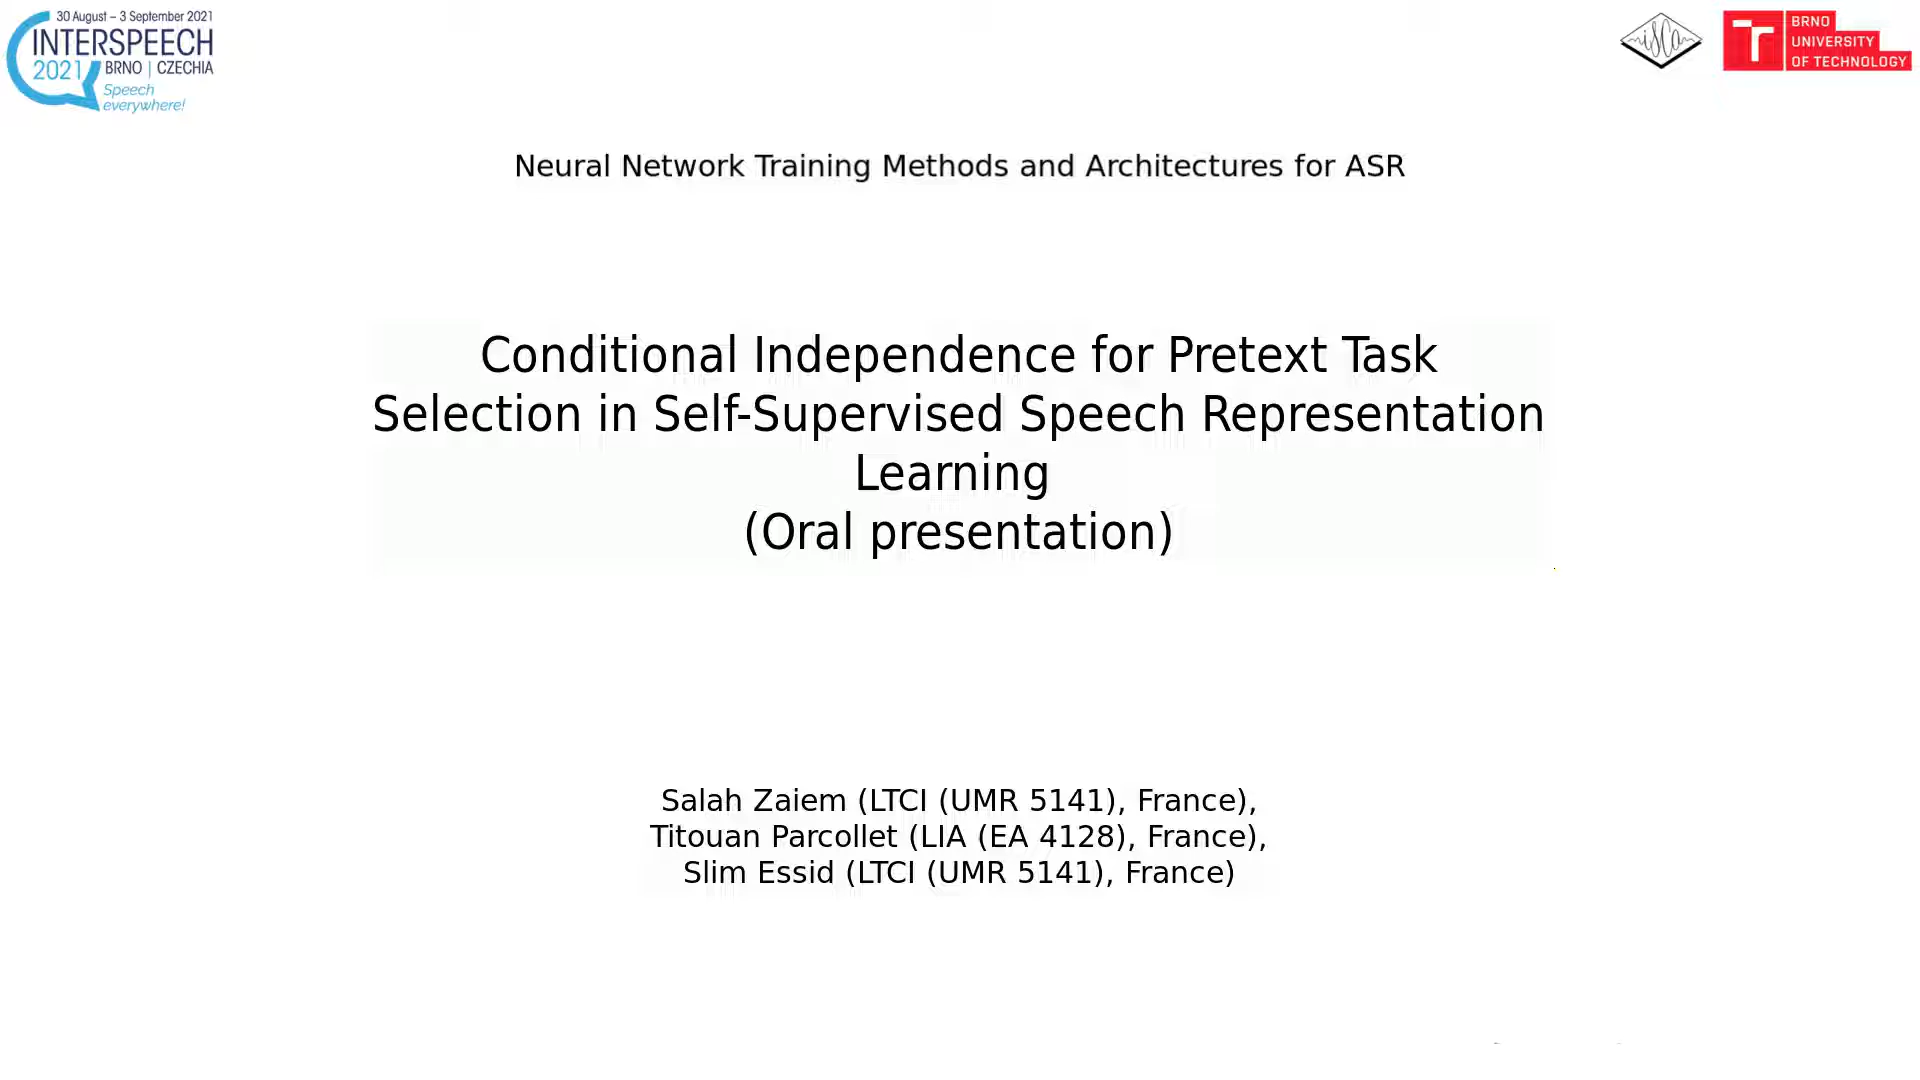 30 August – 3 September 2021
INTERSPEECH
2021 BRNO | CZECHIA
Speech
everywhere!
isca
BRNO
UNIVERSITY
OF TECHNOLOGY
Neural Network Training Methods and Architectures for ASR
Conditional Independence for Pretext Task
Selection in Self-Supervised Speech Representation
Learning
(Oral presentation)
Salah Zaiem (LTCI (UMR 5141), France),
Titouan Parcollet (LIA (EA 4128), France),
Slim Essid (LTCI (UMR 5141), France)